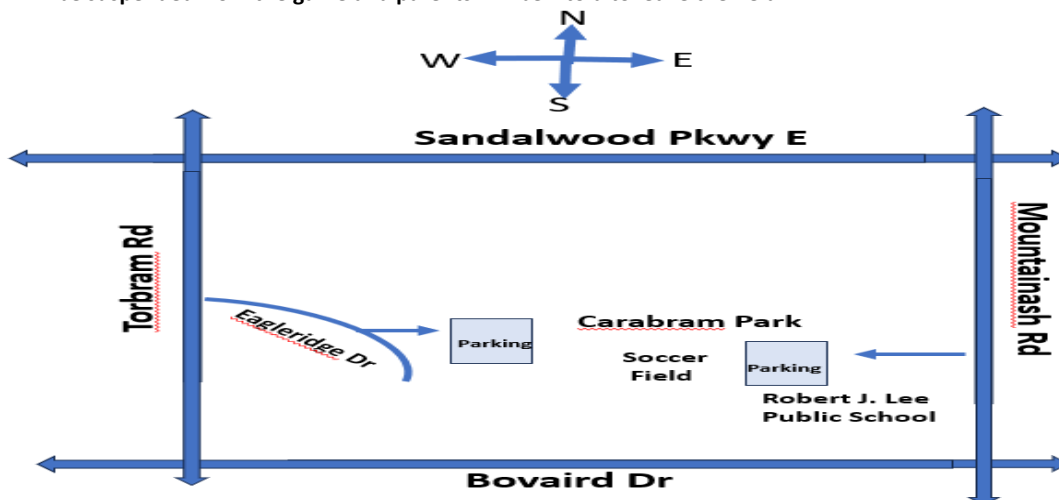 N
W E
S
Sandalwood Pkwy E
Torbram Rd
Mountainash Rd
Eagleridge Dr
Parking
Carabram Park
Soccer
Field
Parking
Robert J. Lee
Public School
Bovaird Dr